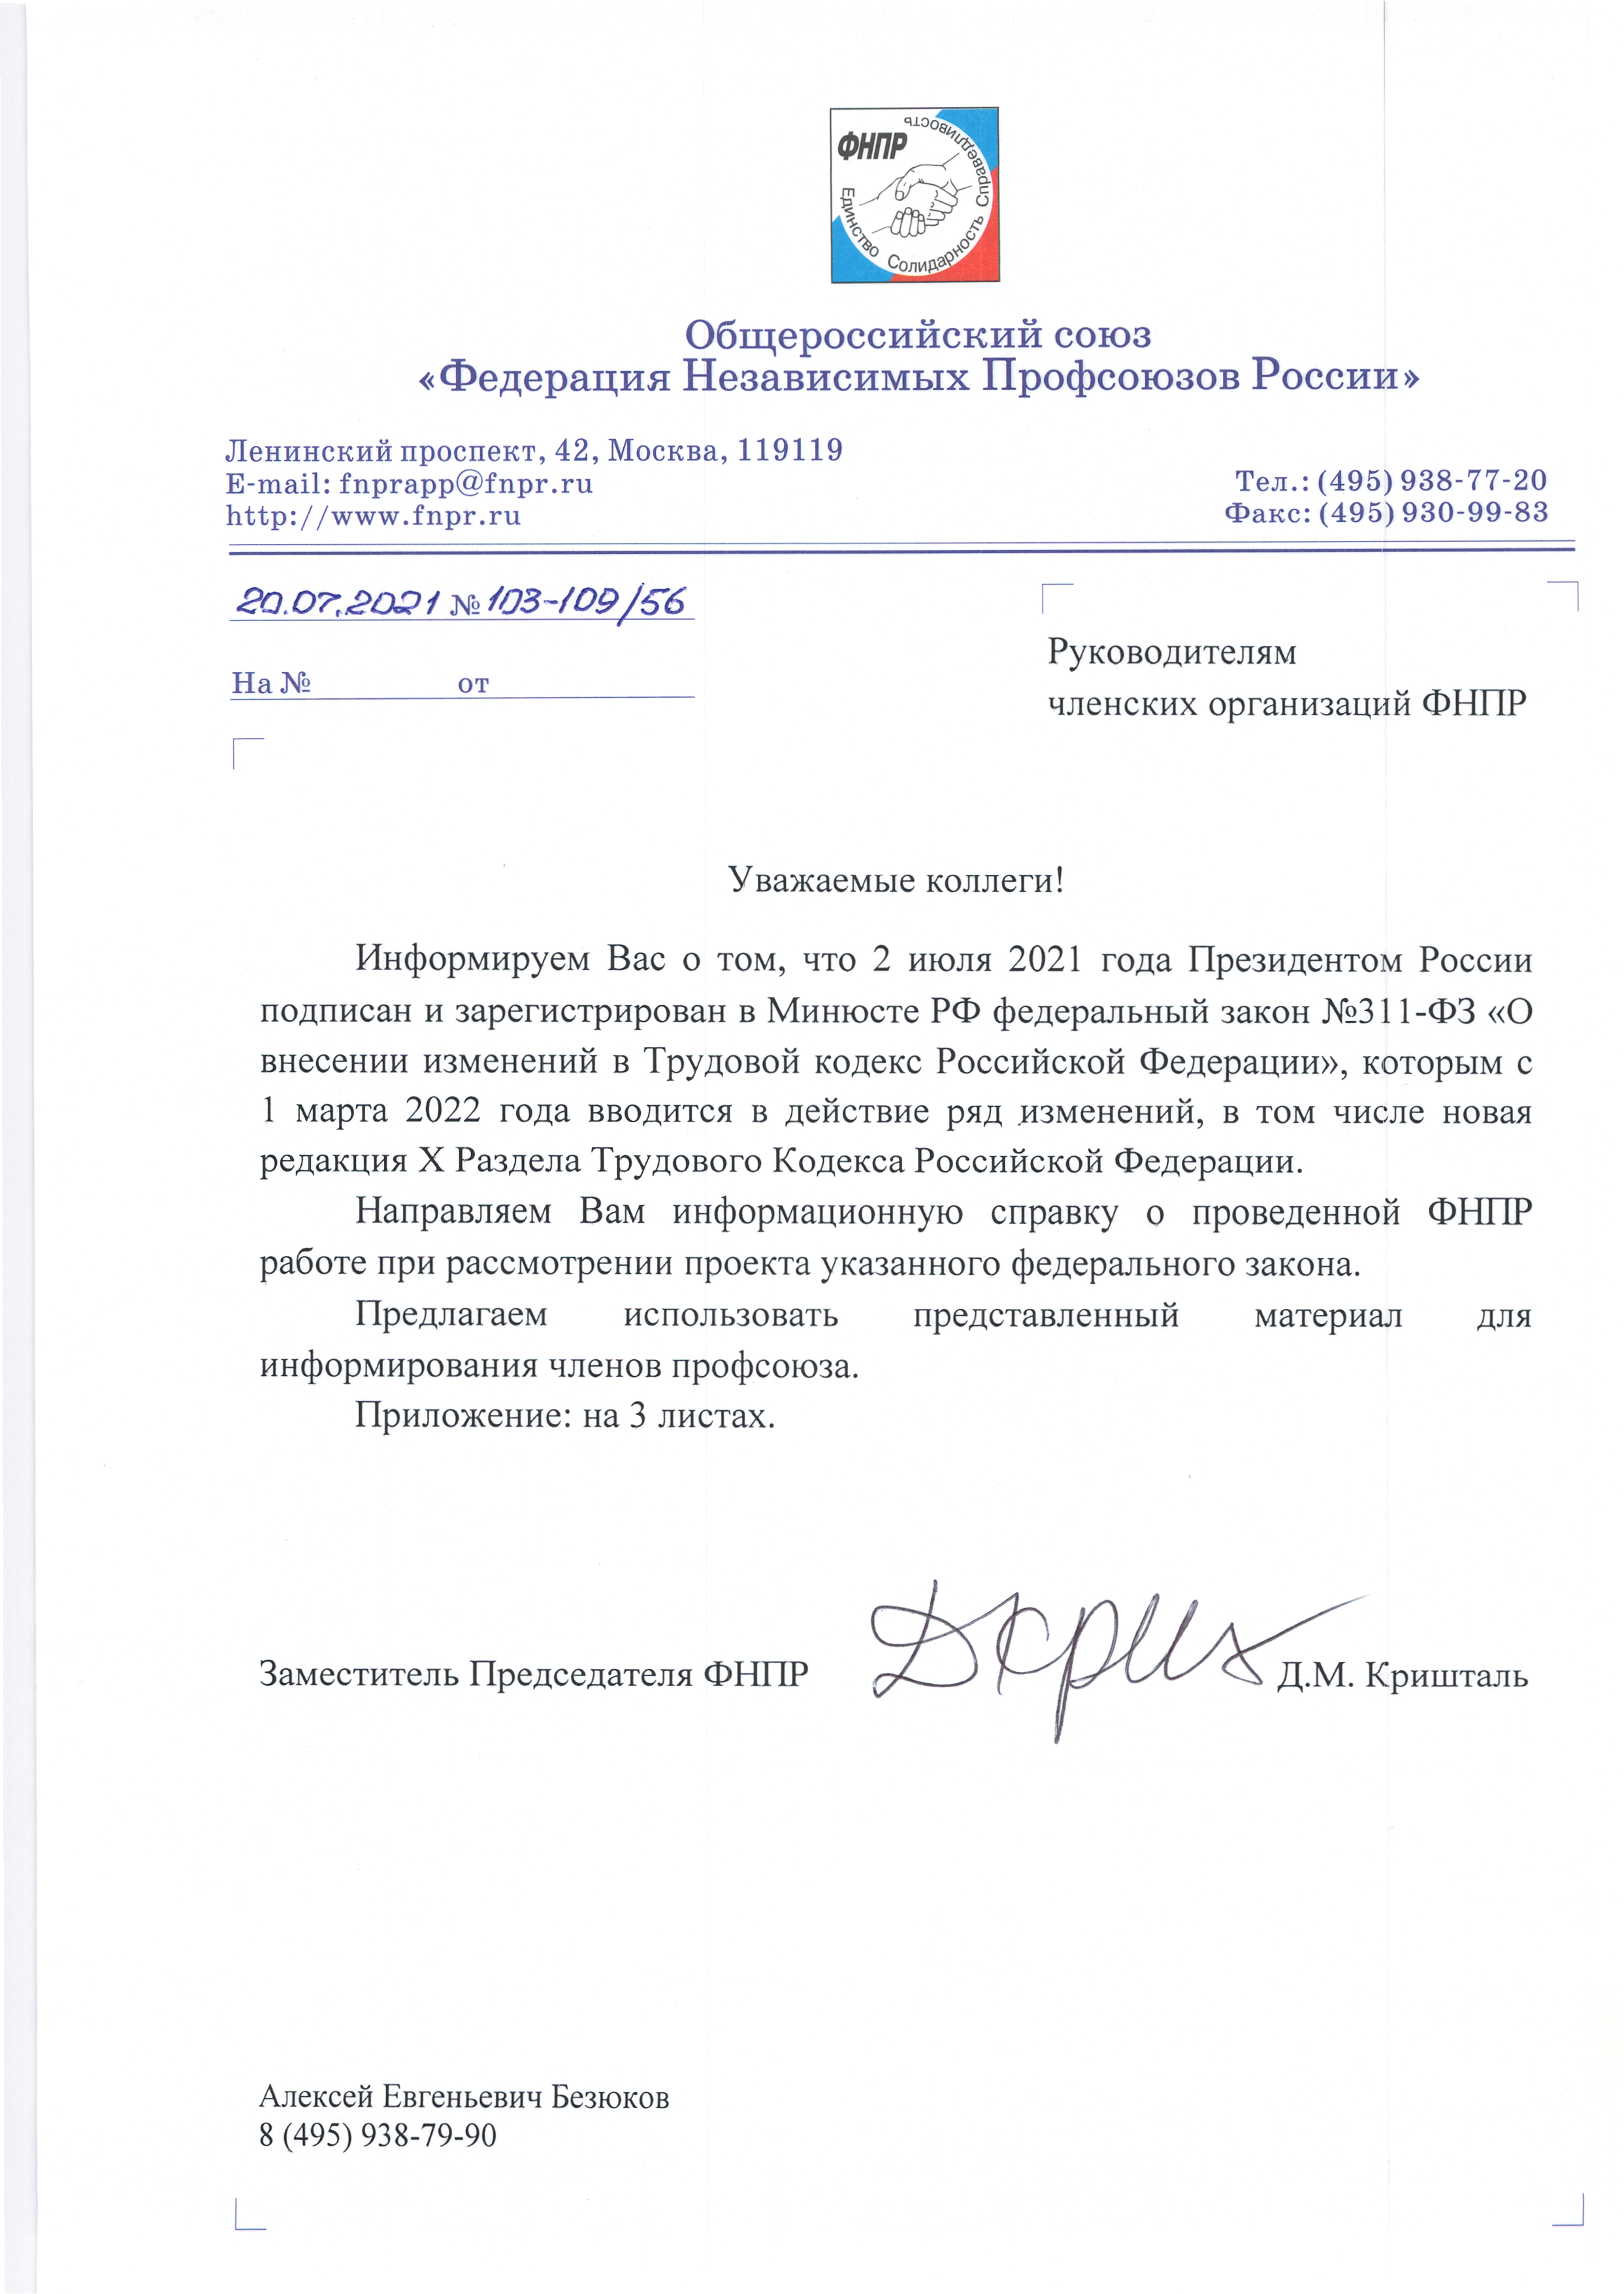 ФНПР
Единство Солидарность Справедливость
Общероссийский союз
«Федерация Независимых Профсоюзов России»
Ленинский проспект, 42, Москва, 119119
E-mail: fnprapp@fnpr.ru
http://www.fnpr.ru
Тел.: (495) 938-77-20
Факс: (495) 930-99-83
20.07.2021 № 103-109/56
На № от
Руководителям
членских организаций ФНПР
Уважаемые коллеги!
Информируем Вас о том, что 2 июля 2021 года Президентом России
подписан и зарегистрирован в Минюсте РФ федеральный закон №311-ФЗ «О
внесении изменений в Трудовой кодекс Российской Федерации», которым с
1 марта 2022 года вводится в действие ряд изменений, в том числе новая
редакция X Раздела Трудового Кодекса Российской Федерации.
Направляем Вам информационную справку о проведенной ФНПР
работе при рассмотрении проекта указанного федерального закона.
Предлагаем использовать представленный материал для
информирования членов профсоюза.
Приложение: на 3 листах.
Заместитель Председателя ФНПР Д.М. Кришталь
Алексей Евгеньевич Безюков
8 (495) 938-79-90